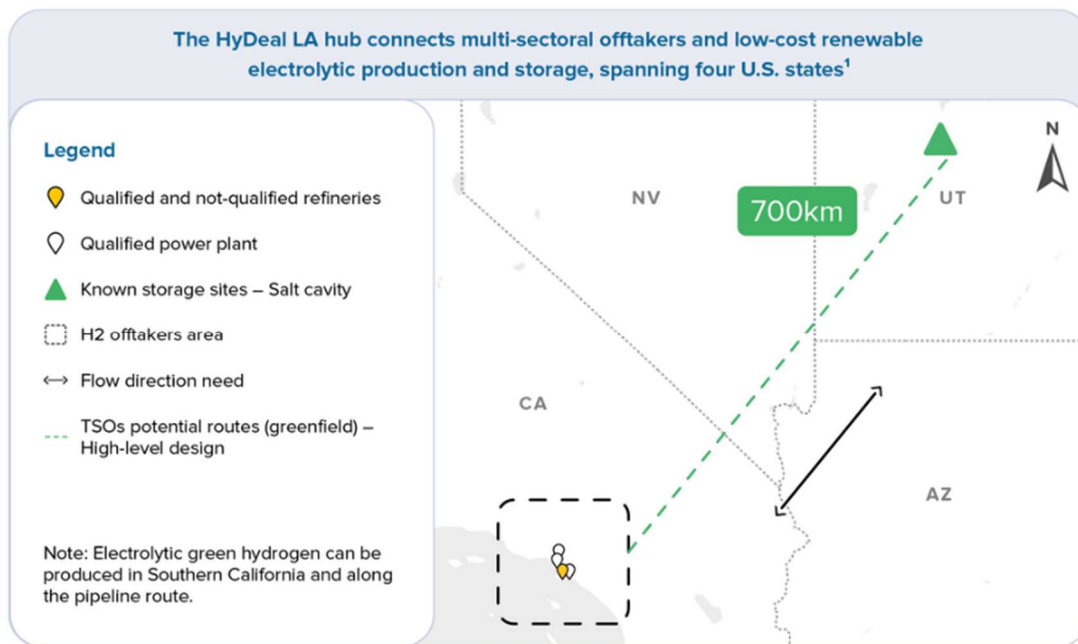 The HyDeal LA hub connects multi-sectoral offtakers and low-cost renewable
electrolytic production and storage, spanning four U.S. states¹
Legend
Qualified and not-qualified refineries
Qualified power plant
Known storage sites – Salt cavity
H2 offtakers area
Flow direction need
TSOs potential routes (greenfield) –
High-level design
Note: Electrolytic green hydrogen can be
produced in Southern California and along
the pipeline route.
N
NV
UT
700km
CA
AZ